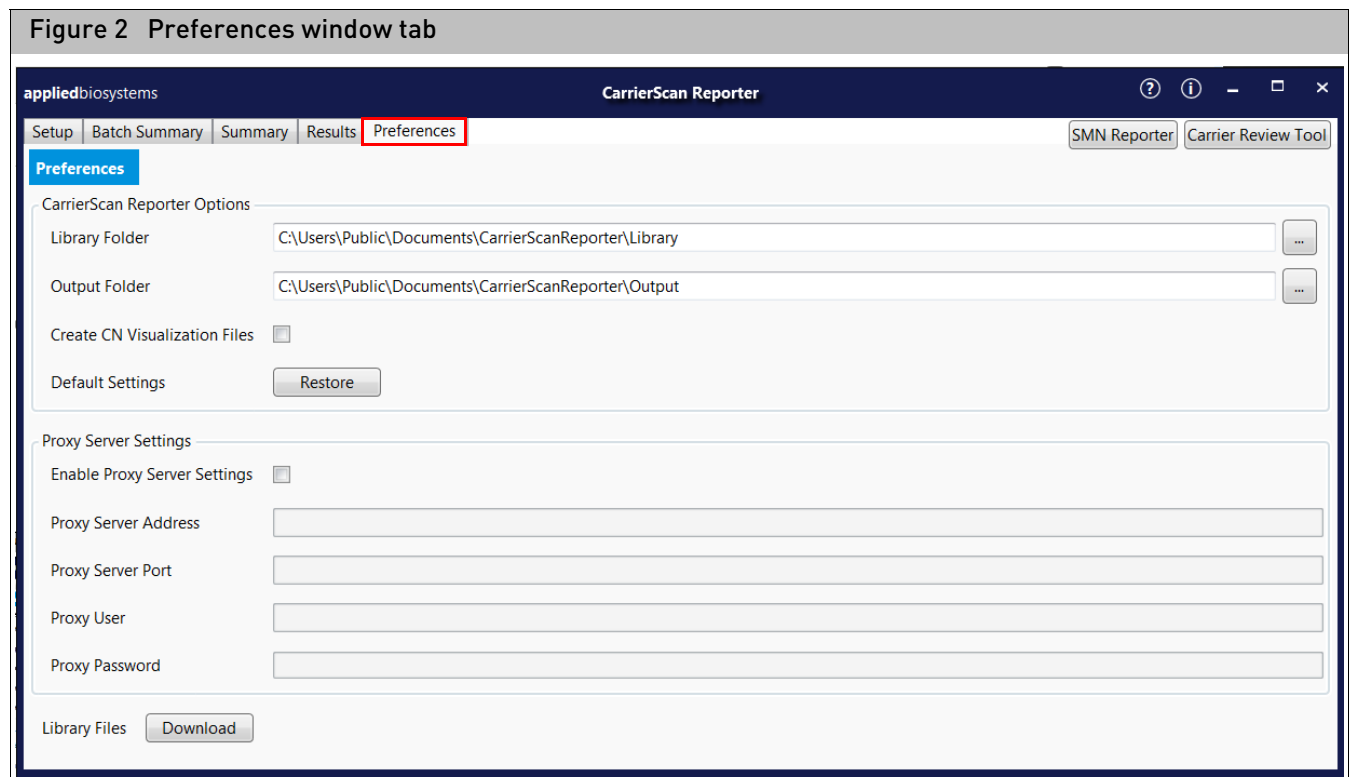 Figure 2 Preferences window tab
appliedbiosystems
CarrierScan Reporter
Setup Batch Summary Summary Results Preferences
SMN Reporter Carrier Review Tool
Preferences
CarrierScan Reporter Options
Library Folder C:\Users\Public\Documents\CarrierScanReporter\Library ...
Output Folder C:\Users\Public\Documents\CarrierScanReporter\Output ...
Create CN Visualization Files
Default Settings Restore
Proxy Server Settings
Enable Proxy Server Settings
Proxy Server Address
Proxy Server Port
Proxy User
Proxy Password
Library Files Download